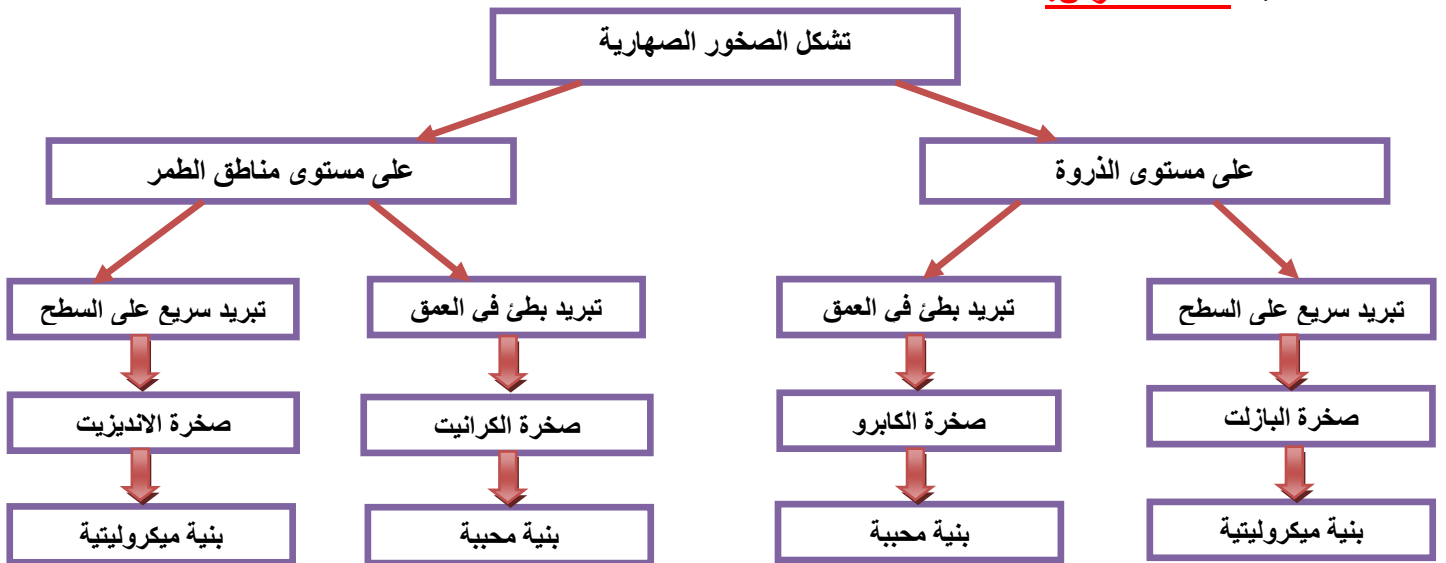 تشكل الصخور الصهارية
على مستوى الذروة
على مستوى مناطق الطمر
تبريد سريع على السطح
تبريد بطئ في العمق
تبريد بطئ في العمق
تبريد سريع على السطح
صخرة البازلت
صخرة الكابرو
صخرة الكرانيت
صخرة الانديزيت
بنية ميكروليتية
بنية محببة
بنية محببة
بنية ميكروليتية